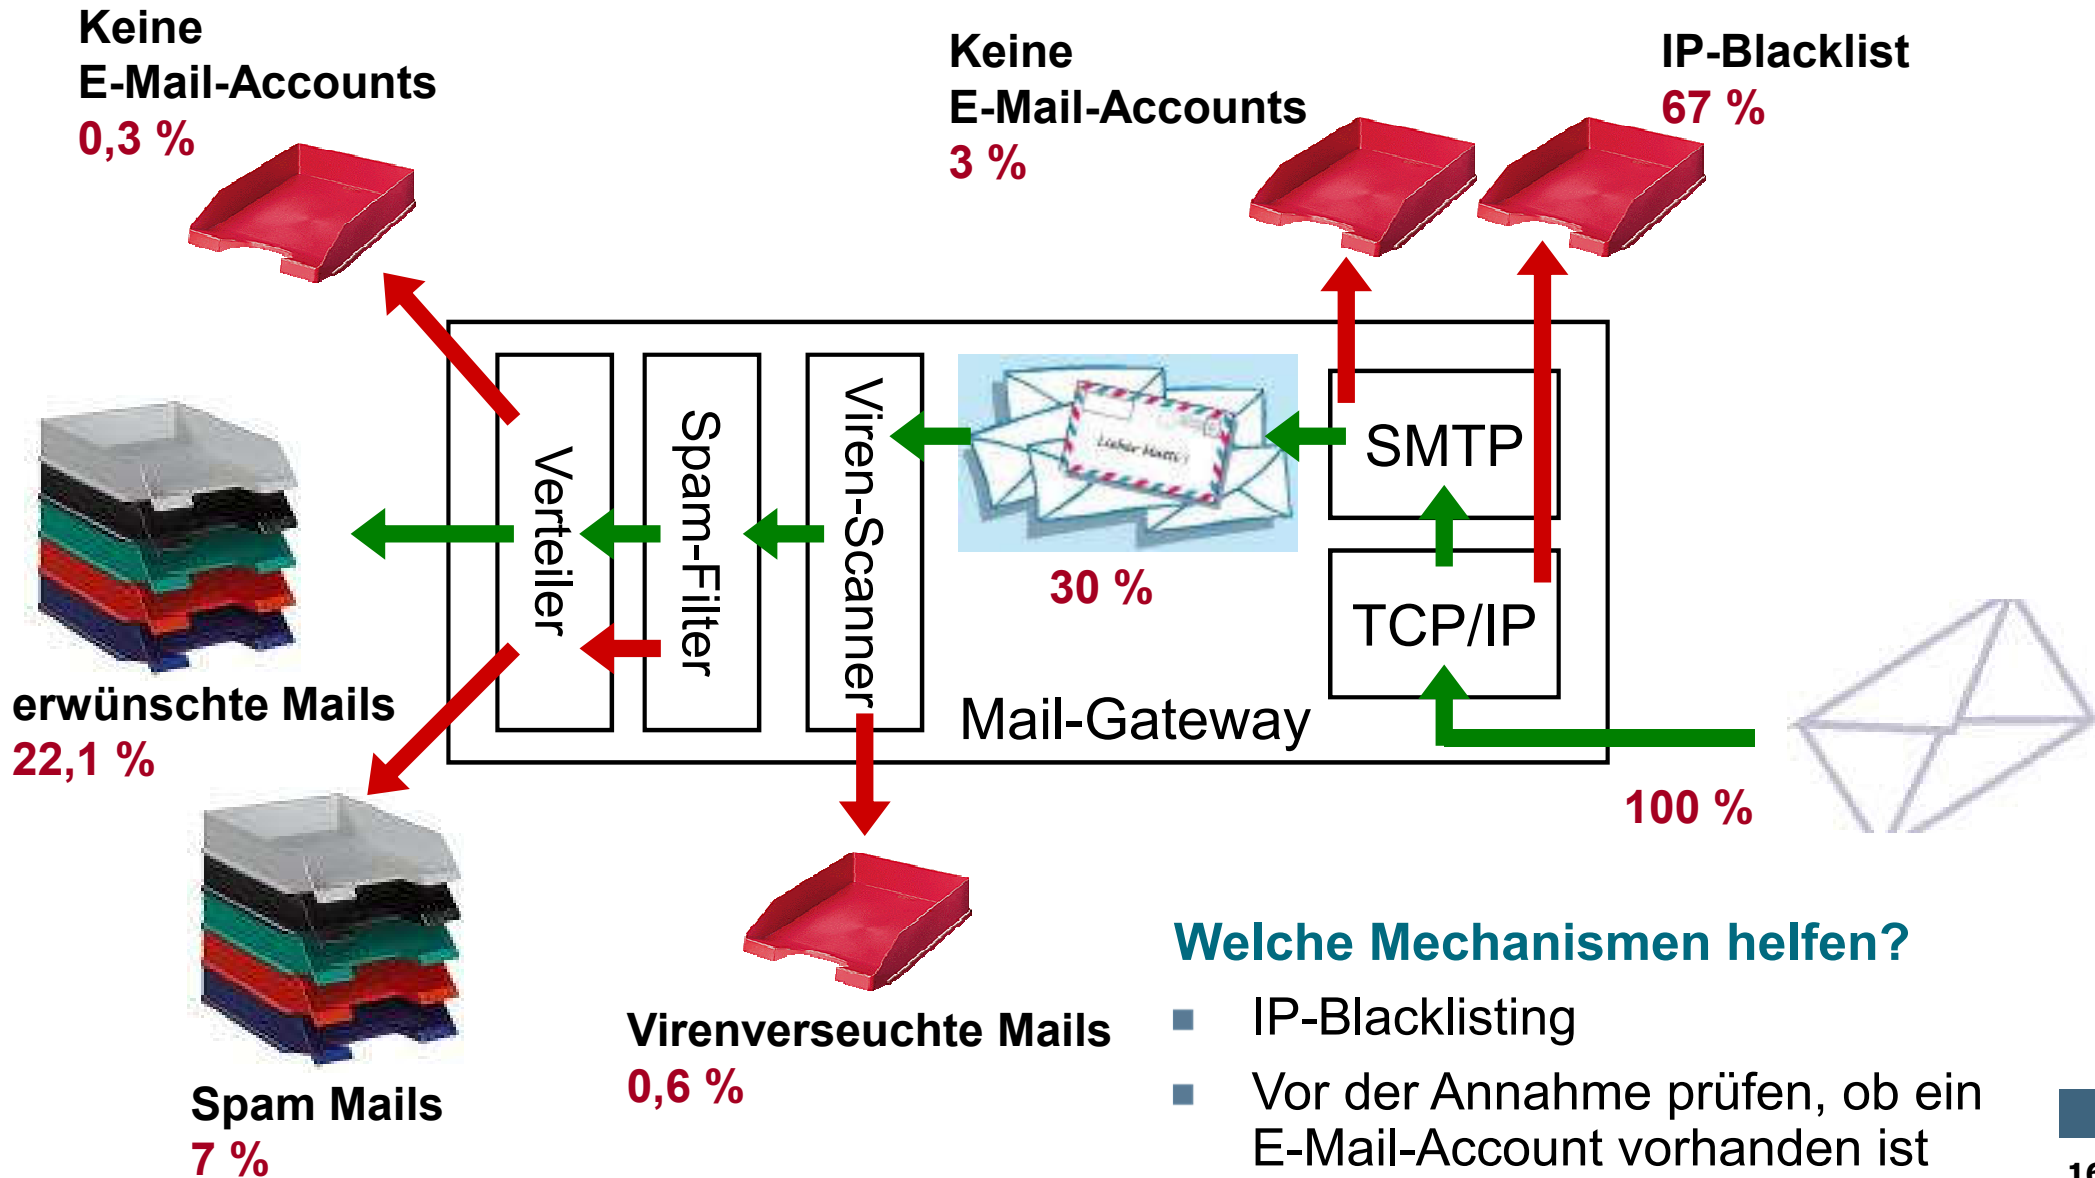 Keine
E-Mail-Accounts
0,3 %
Keine
E-Mail-Accounts
3 %
IP-Blacklist
67 %
Verteiler
Spam-Filter
Viren-Scanner
Lieber Matti!
30 %
SMTP
TCP/IP
Mail-Gateway
100 %
erwünschte Mails
22,1 %
Spam Mails
7 %
Virenverseuchte Mails
0,6 %
Welche Mechanismen helfen?
IP-Blacklisting
Vor der Annahme prüfen, ob ein
E-Mail-Account vorhanden ist